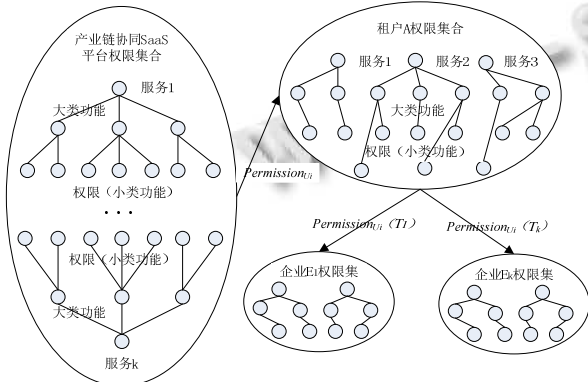 产业链协同SaaS
平台权限集合
服务1
大类功能
权限（小类功能）
...
权限（小类功能）
大类功能
服务k
Permission_Ui
租户A权限集合
服务1
服务2
服务3
大类功能
权限（小类功能）
Permission_Ui（T1）
Permission_Ui（Tk）
企业E1权限集
企业Ek权限集